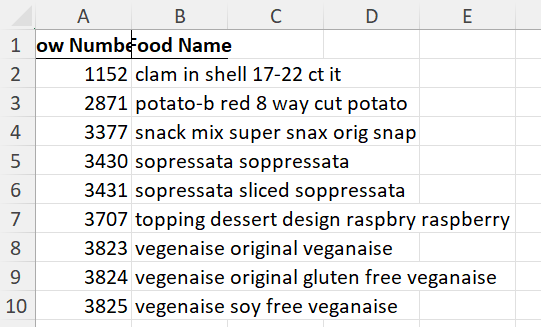 A B C D E
1 ow Numbe Food Name
2 1152 clam in shell 17-22 ct it
3 2871 potato-b red 8 way cut potato
4 3377 snack mix super snax orig snap
5 3430 sopressata soppressata
6 3431 sopressata sliced soppressata
7 3707 topping dessert design raspbry raspberry
8 3823 vegenaise original veganaise
9 3824 vegenaise original gluten free veganaise
10 3825 vegenaise soy free veganaise